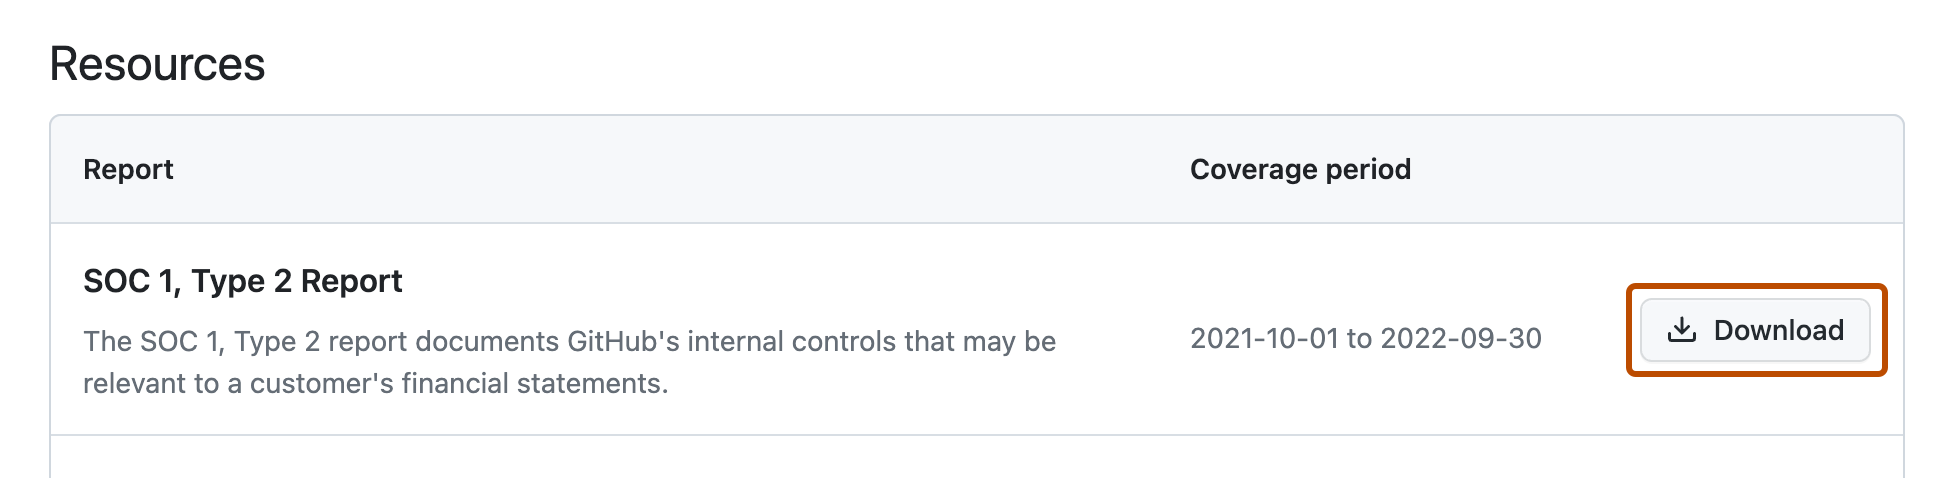 Resources
Report
Coverage period
SOC 1, Type 2 Report
The SOC 1, Type 2 report documents GitHub's internal controls that may be
relevant to a customer's financial statements.
2021-10-01 to 2022-09-30
Download